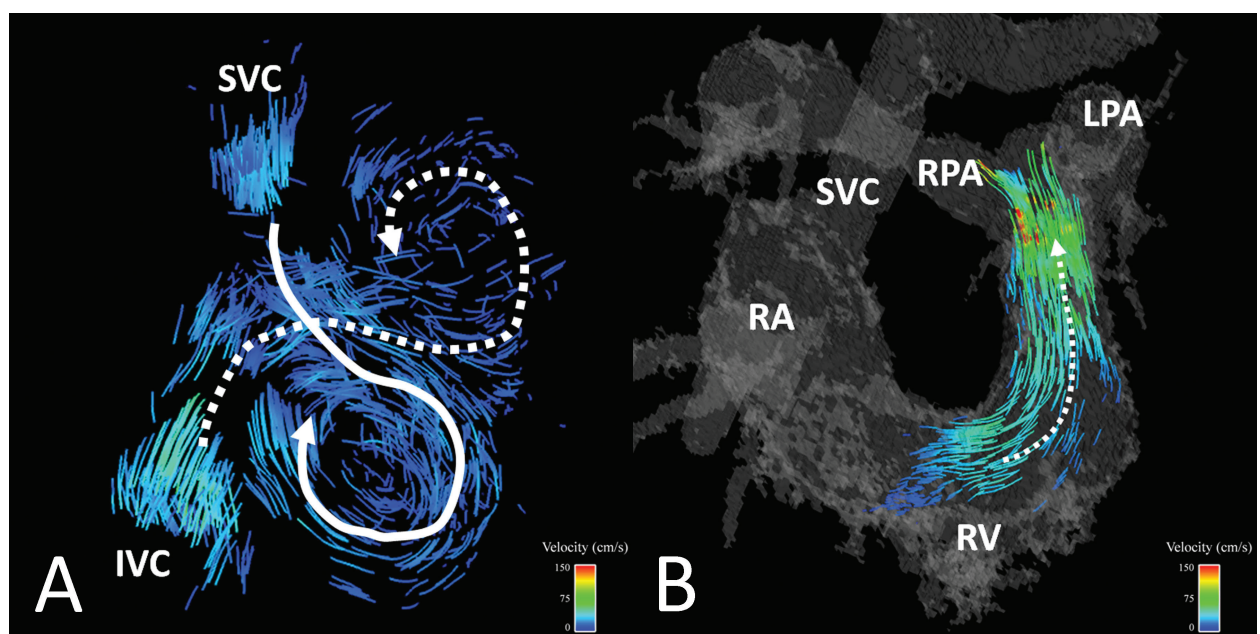 SVC
IVC
A
Velocity (cm/s)
150
75
0
LPA
RPA
SVC
RA
RV
B
Velocity (cm/s)
150
75
0